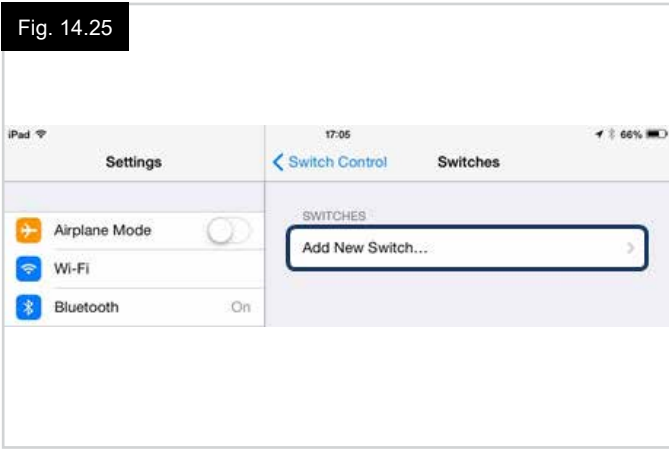 Fig. 14.25
iPad 17:05 66%
Settings
Switch Control Switches
Airplane Mode
Wi-Fi
Bluetooth On
SWITCHES
Add New Switch...